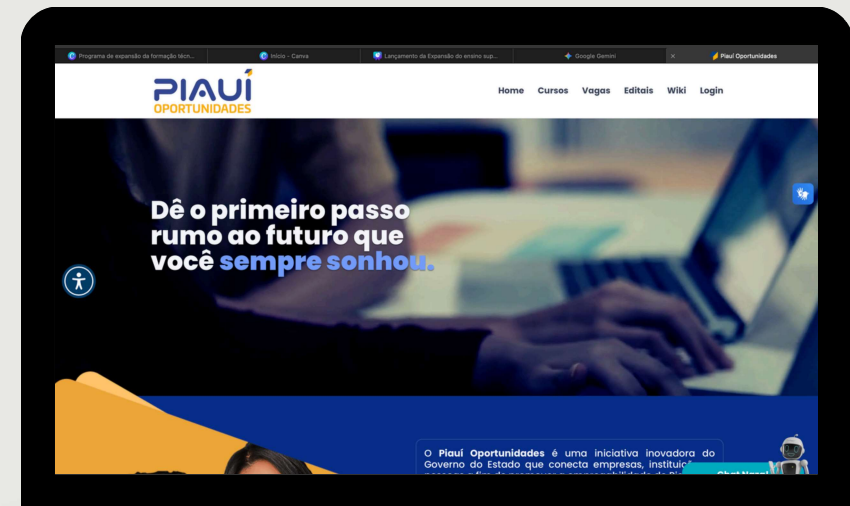 Programa de expansão da formação técn...
Início - Canva
Lançamento da Expansão do ensino sup...
Google Gemini
Piauí Oportunidades
PIAUÍ
OPORTUNIDADES
Home Cursos Vagas Editais Wiki Login
Dê o primeiro passo
rumo ao futuro que
você sempre sonhou.
O Piauí Oportunidades é uma iniciativa inovadora do
Governo do Estado que conecta empresas,